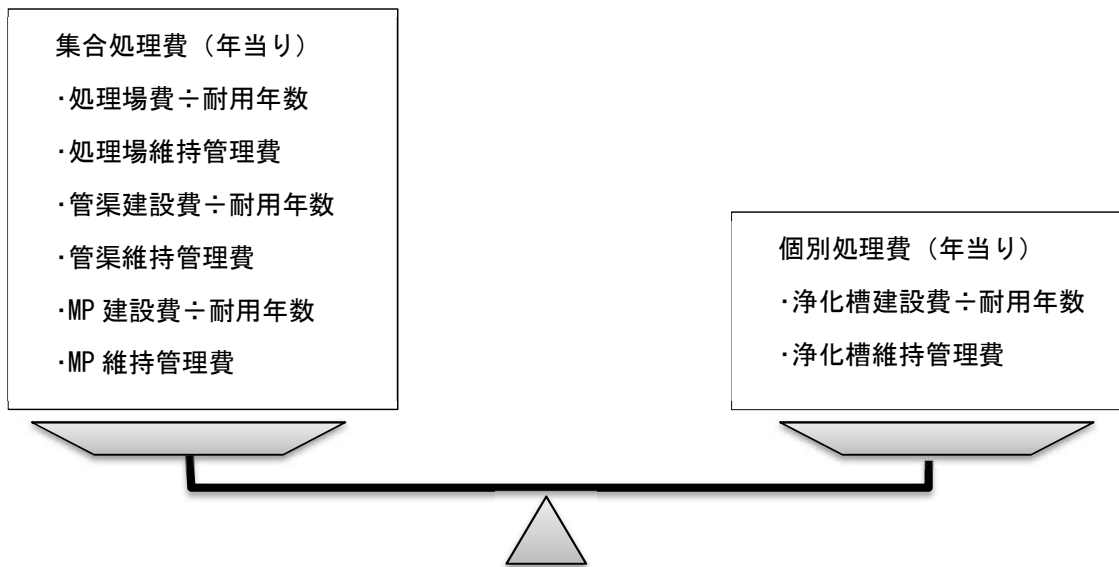 集合処理費（年当り）
・処理場費÷耐用年数
・処理場維持管理費
・管渠建設費÷耐用年数
・管渠維持管理費
・MP 建設費÷耐用年数
・MP 維持管理費
個別処理費（年当り）
・浄化槽建設費÷耐用年数
・浄化槽維持管理費